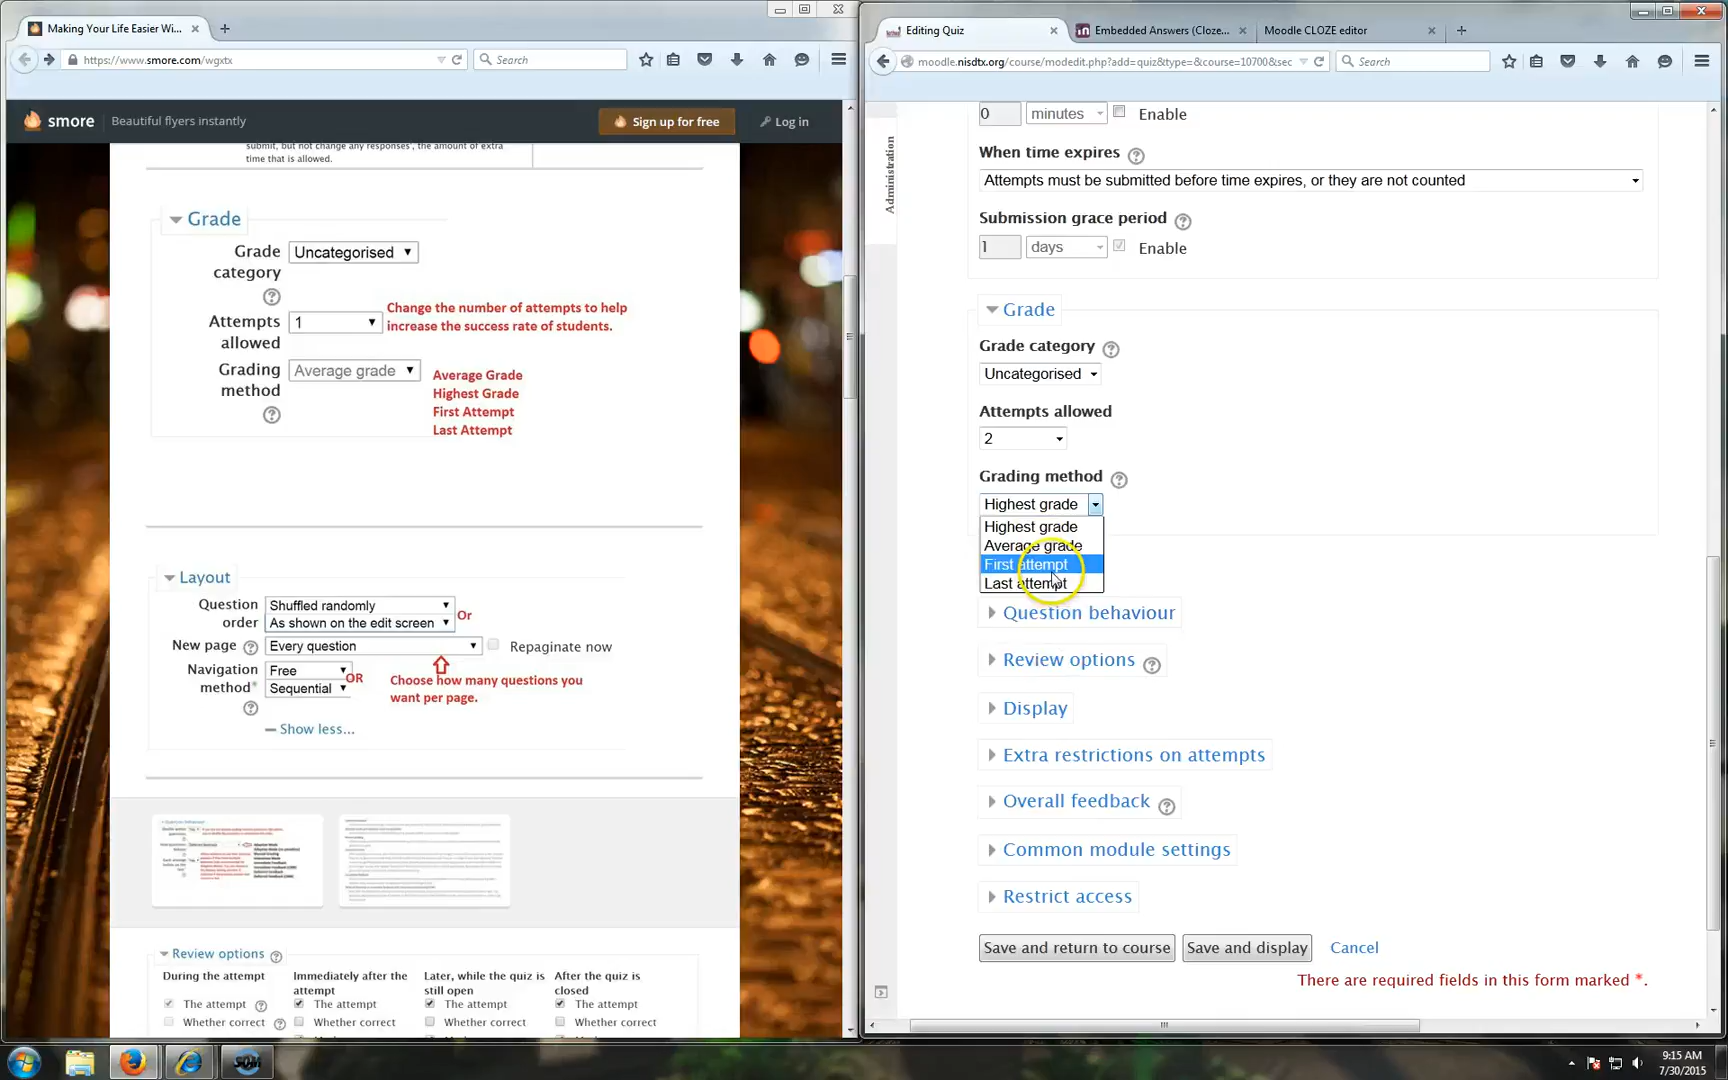 Making Your Life Easier Wi...
https://www.smore.com/wgxtx
Search
smore
Beautiful flyers instantly
Sign up for free
Log in
submit, but not change any responses', the amount of extra
time that is allowed.
Grade
Grade
category
Uncategorised
Attempts
allowed
1
Change the number of attempts to help
increase the success rate of students.
Grading
method
Average grade
Average Grade
Highest Grade
First Attempt
Last Attempt
Layout
Question
order
Shuffled randomly
As shown on the edit screen
Or
New page
Every question
Repaginate now
Navigation
method*
Free
Sequential
OR
Choose how many questions you
want per page.
Show less...
Review options
During the attempt
Immediately after the
attempt
Later, while the quiz is
still open
After the quiz is
closed
The attempt
The attempt
The attempt
The attempt
Whether correct
Whether correct
Whether correct
Whether correct
Editing Quiz
Embedded Answers (Cloze...
Moodle CLOZE editor
moodle.nisdtx.org/course/modedit.php?add=quiz&type=&course=10700&sec
Search
Administration
0
minutes
Enable
When time expires
Attempts must be submitted before time expires, or they are not counted
Submission grace period
1
days
Enable
Grade
Grade category
Uncategorised
Attempts allowed
2
Grading method
Highest grade
Highest grade
Average grade
First attempt
Last attempt
Question behaviour
Review options
Display
Extra restrictions on attempts
Overall feedback
Common module settings
Restrict access
Save and return to course
Save and display
Cancel
There are required fields in this form marked *.
SOM
9:15 AM
7/30/2015